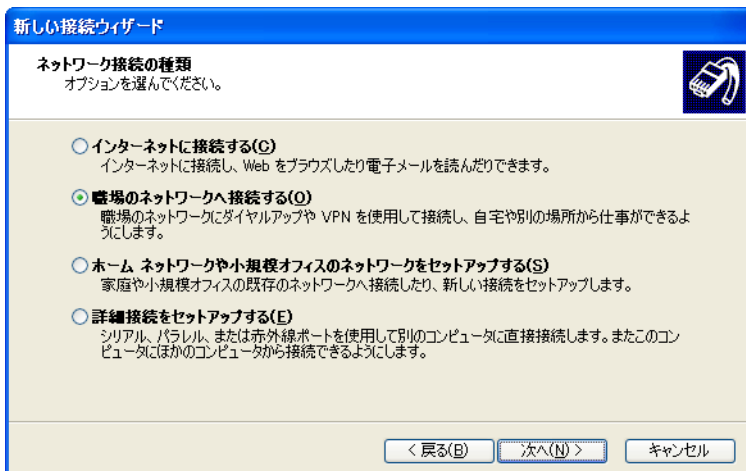 新しい接続ウィザード
ネットワーク接続の種類
オプションを選んでください。
インターネットに接続する(C)
インターネットに接続し、Web をブラウズしたり電子メールを読んだりできます。
職場のネットワークへ接続する(O)
職場のネットワークにダイヤルアップや VPN を使用して接続し、自宅や別の場所から仕事ができるよ
うにします。
ホーム ネットワークや小規模オフィスのネットワークをセットアップする(S)
家庭や小規模オフィスの既存のネットワークへ接続したり、新しい接続をセットアップします。
詳細接続をセットアップする(E)
シリアル、パラレル、または赤外線ポートを使用して別のコンピュータに直接接続します。またこのコン
ピュータにほかのコンピュータから接続できるようにします。
< 戻る(B) 次へ(N) > キャンセル